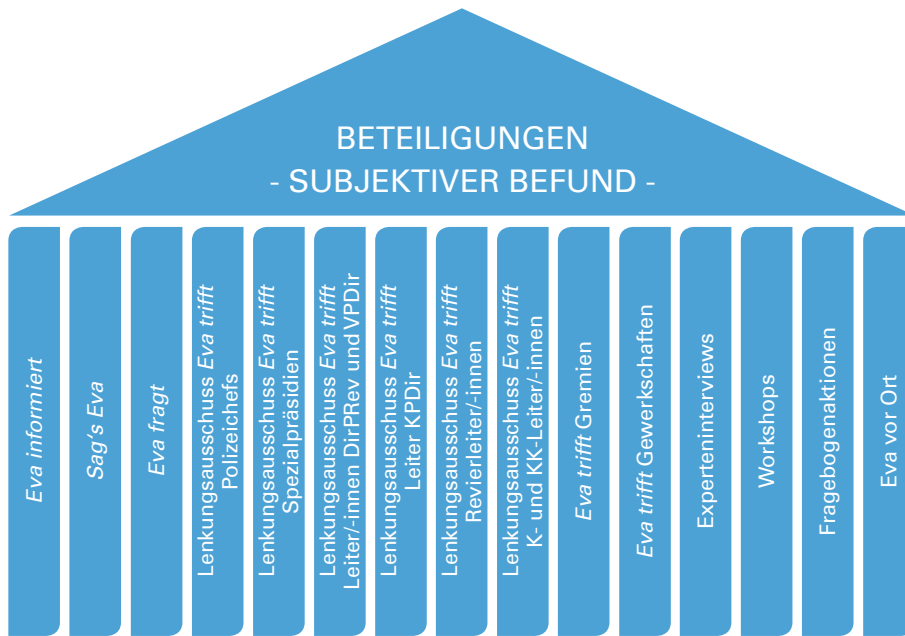 BETEILIGUNGEN
- SUBJEKTIVER BEFUND -
Eva informiert
Sag's Eva
Eva fragt
Lenkungsausschuss Eva trifft
Polizeichefs
Lenkungsausschuss Eva trifft
Spezialpräsidien
Lenkungsausschuss Eva trifft
Leiter/-innen DirPRev und VPDir
Lenkungsausschuss Eva trifft
Leiter KPDir
Lenkungsausschuss Eva trifft
Revierleiter/-innen
Lenkungsausschuss Eva trifft
K- und KK-Leiter/-innen
Eva trifft Gremien
Eva trifft Gewerkschaften
Experteninterviews
Workshops
Fragebogenaktionen
Eva vor Ort